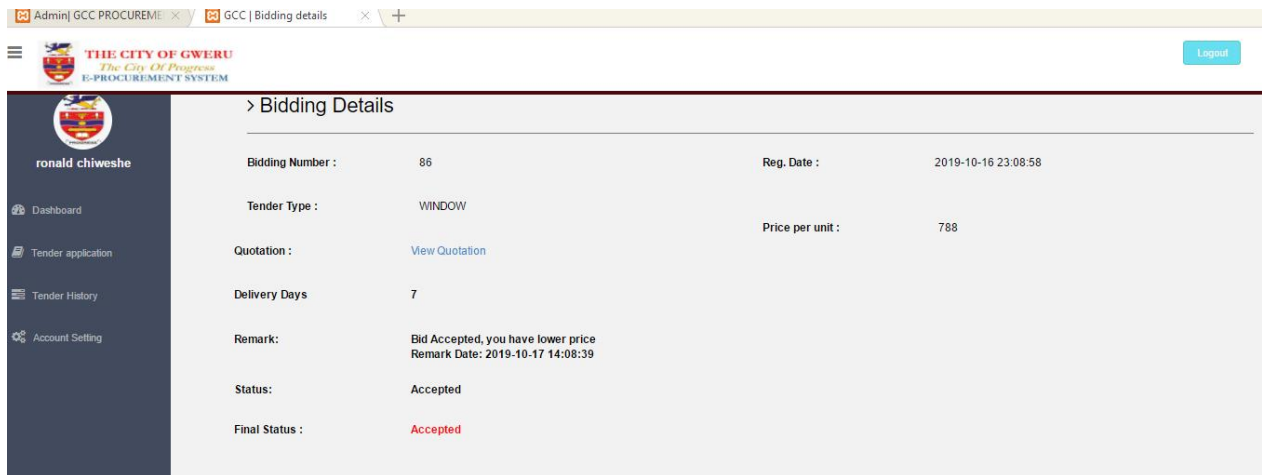 Admin| GCC PROCUREME
GCC | Bidding details
THE CITY OF GWERU
The City Of Progress
E-PROCUREMENT SYSTEM
Logout
ronald chiweshe
Dashboard
Tender application
Tender History
Account Setting
> Bidding Details
Bidding Number : 86 Reg. Date : 2019-10-16 23:08:58
Tender Type : WINDOW
Price per unit : 788
Quotation : View Quotation
Delivery Days 7
Remark: Bid Accepted, you have lower price
Remark Date: 2019-10-17 14:08:39
Status: Accepted
Final Status : Accepted